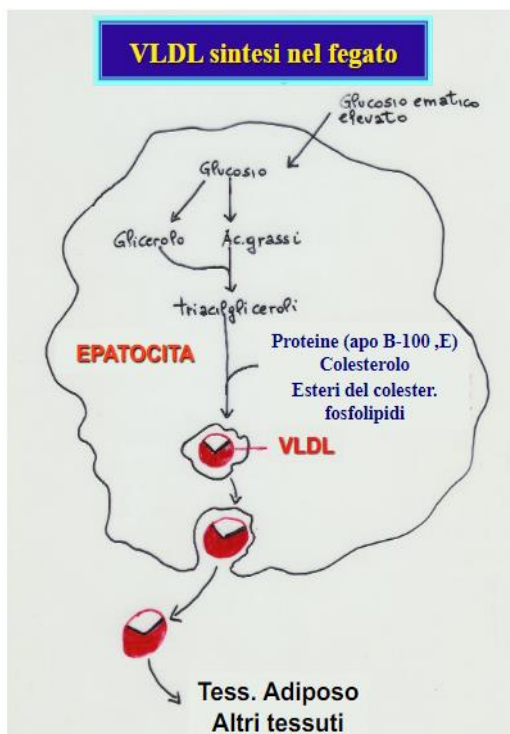 VLDL sintesi nel fegato
Glucosio ematico
elevato
Glucosio
Glicerolo Ac.grassi
triacilgliceroli
EPATOCITA
Proteine (apo B-100 ,E)
Colesterolo
Esteri del colester.
fosfolipidi
VLDL
Tess. Adiposo
Altri tessuti